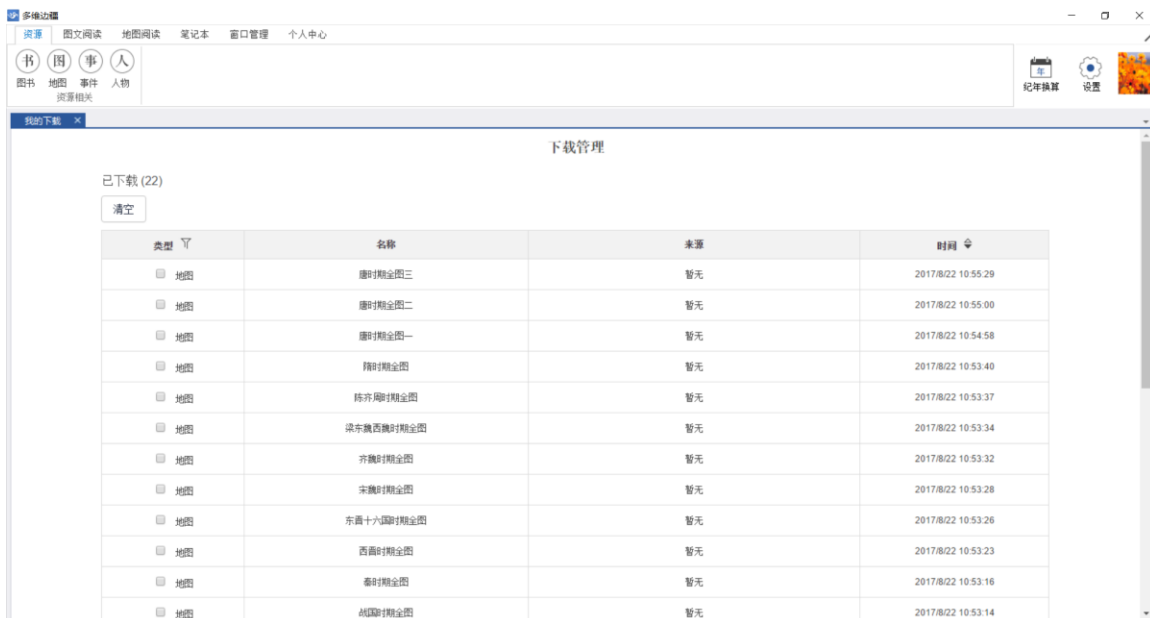 多维边疆
资源 图文阅读 地图阅读 笔记本 窗口管理 个人中心
书 图 事 人
年
图书 地图 事件 人物
纪年换算 设置
资源相关
我的下载 ×
下载管理
已下载 (22)
清空
类型 名称 来源 时间
地图 唐时期全图三 暂无 2017/8/22 10:55:29
地图 唐时期全图二 暂无 2017/8/22 10:55:00
地图 唐时期全图一 暂无 2017/8/22 10:54:58
地图 隋时期全图 暂无 2017/8/22 10:53:40
地图 陈齐周时期全图 暂无 2017/8/22 10:53:37
地图 梁东魏西魏时期全图 暂无 2017/8/22 10:53:34
地图 齐魏时期全图 暂无 2017/8/22 10:53:32
地图 宋魏时期全图 暂无 2017/8/22 10:53:28
地图 东晋十六国时期全图 暂无 2017/8/22 10:53:26
地图 西晋时期全图 暂无 2017/8/22 10:53:23
地图 秦时期全图 暂无 2017/8/22 10:53:16
地图 战国时期全图 暂无 2017/8/22 10:53:14